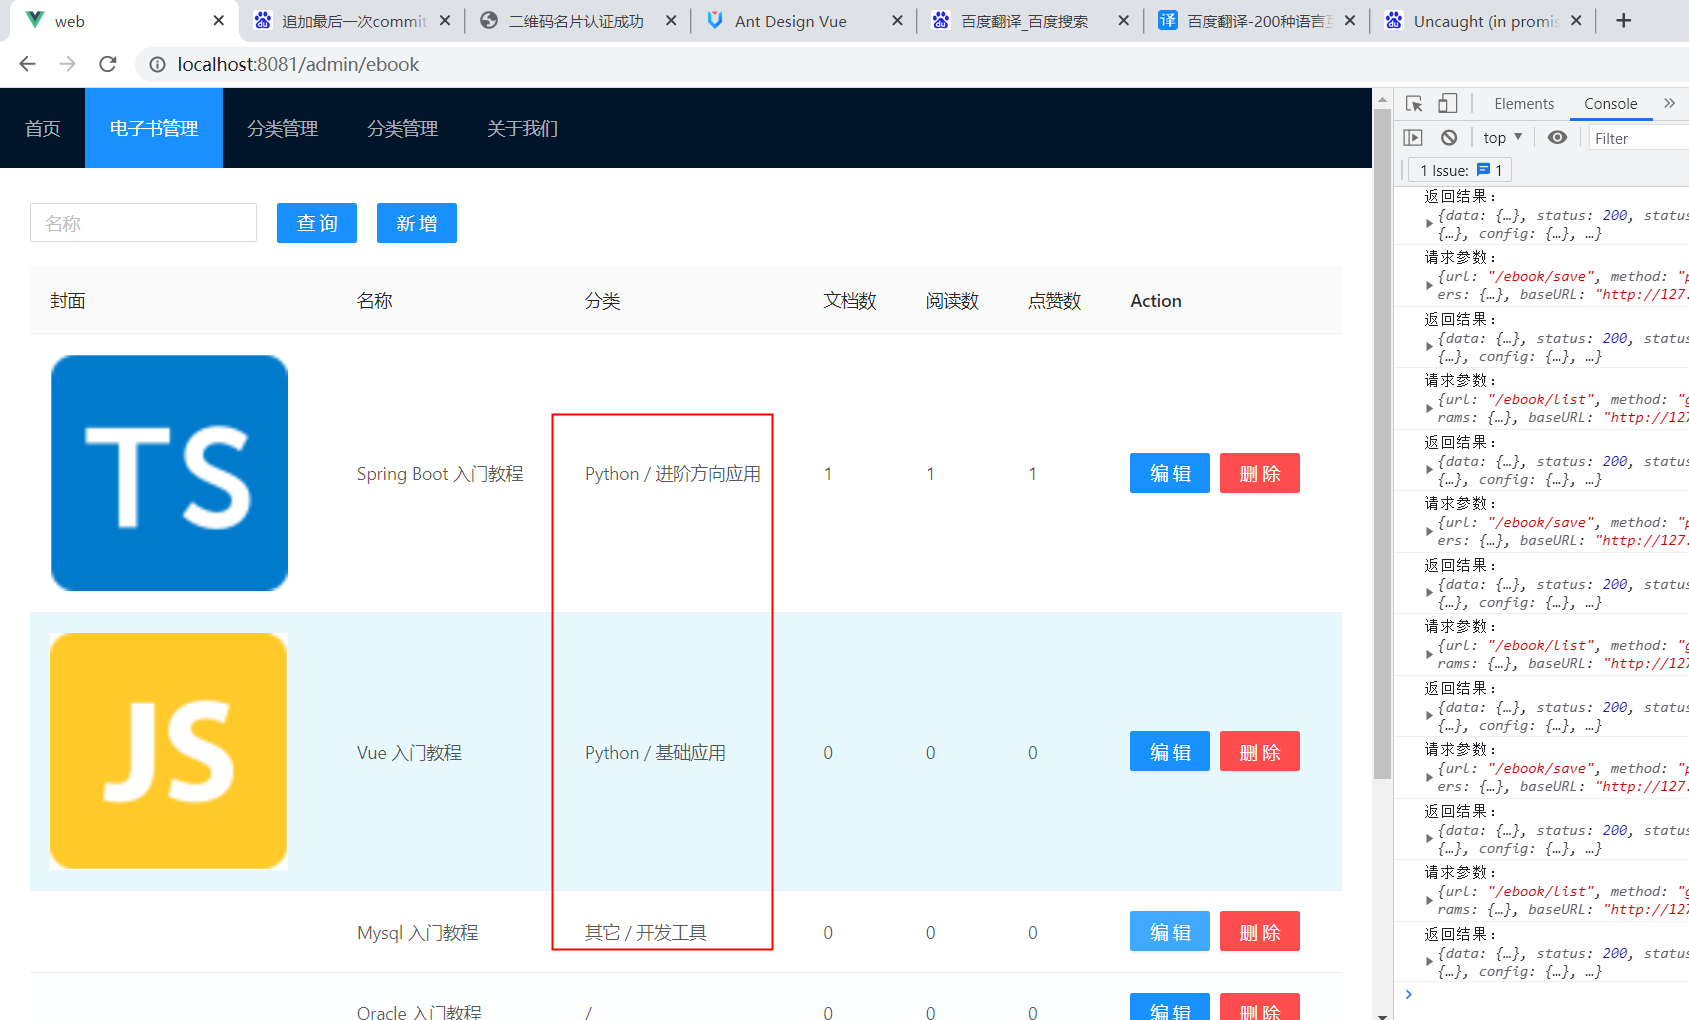 web
追加最后一次commit
二维码名片认证成功
Ant Design Vue
百度翻译_百度搜索
译 百度翻译-200种语言互
Uncaught (in promis
localhost:8081/admin/ebook
首页 电子书管理 分类管理 分类管理 关于我们
名称 查询 新增
封面 名称 分类 文档数 阅读数 点赞数 Action
TS Spring Boot 入门教程 Python / 进阶方向应用 1 1 1 编辑 删除
JS Vue 入门教程 Python / 基础应用 0 0 0 编辑 删除
Mysql 入门教程 其它 / 开发工具 0 0 0 编辑 删除
Oracle 入门教程 / 0 0 0 编辑 删除
Elements Console
top Filter
1 Issue: 1
返回结果：
{data: {…}, status: 200, status
{…}, config: {…}, …}
请求参数：
{url: "/ebook/save", method: "p
ers: {…}, baseURL: "http://127.
返回结果：
{data: {…}, status: 200, status
{…}, config: {…}, …}
请求参数：
{url: "/ebook/list", method: "g
rams: {…}, baseURL: "http://127
返回结果：
{data: {…}, status: 200, status
{…}, config: {…}, …}
请求参数：
{url: "/ebook/save", method: "p
ers: {…}, baseURL: "http://127.
返回结果：
{data: {…}, status: 200, status
{…}, config: {…}, …}
请求参数：
{url: "/ebook/list", method: "g
rams: {…}, baseURL: "http://127
返回结果：
{data: {…}, status: 200, status
{…}, config: {…}, …}
请求参数：
{url: "/ebook/save", method: "p
ers: {…}, baseURL: "http://127.
返回结果：
{data: {…}, status: 200, status
{…}, config: {…}, …}
请求参数：
{url: "/ebook/list", method: "g
rams: {…}, baseURL: "http://127
返回结果：
{data: {…}, status: 200, status
{…}, config: {…}, …}